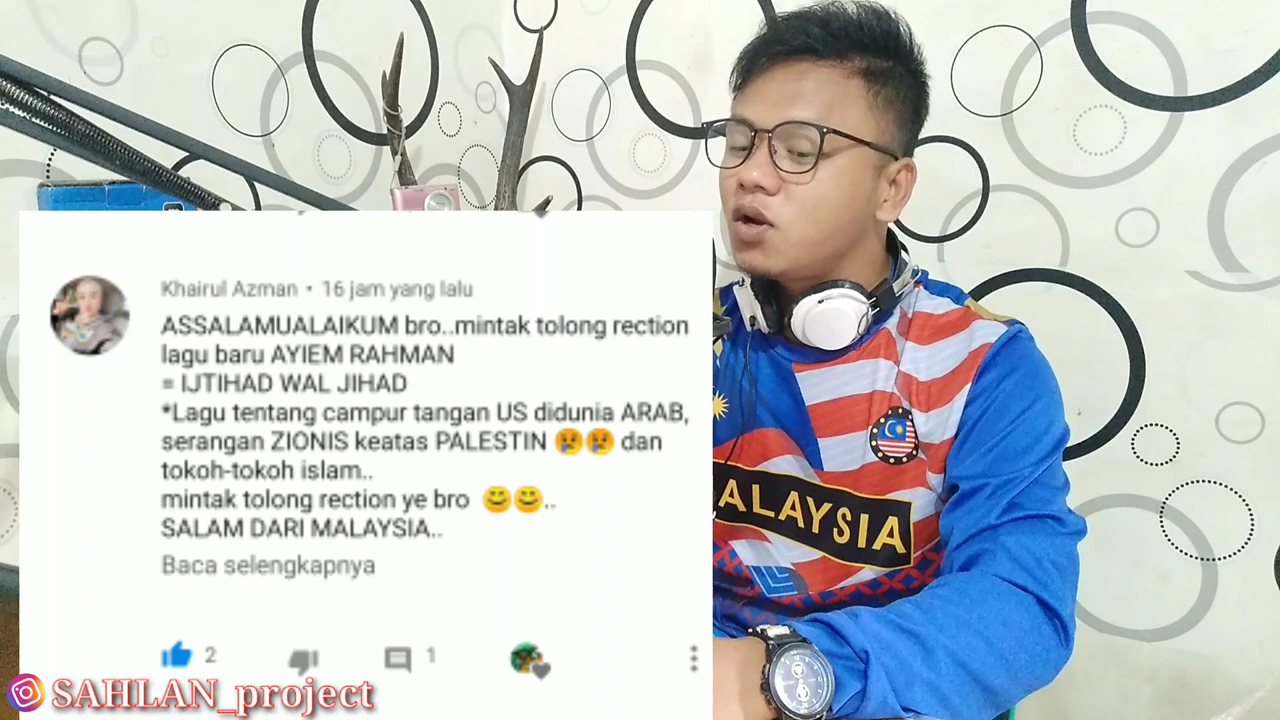 Khairul Azman • 16 jam yang lalu
ASSALAMUALAIKUM bro..mintak tolong rection
lagu baru AYIEM RAHMAN
= IJTIHAD WAL JIHAD
*Lagu tentang campur tangan US didunia ARAB,
serangan ZIONIS keatas PALESTIN 😢😢 dan
tokoh-tokoh islam..
mintak tolong rection ye bro 😊😊..
SALAM DARI MALAYSIA..
Baca selengkapnya
2
1
SAHLAN_project
ALAYSIA